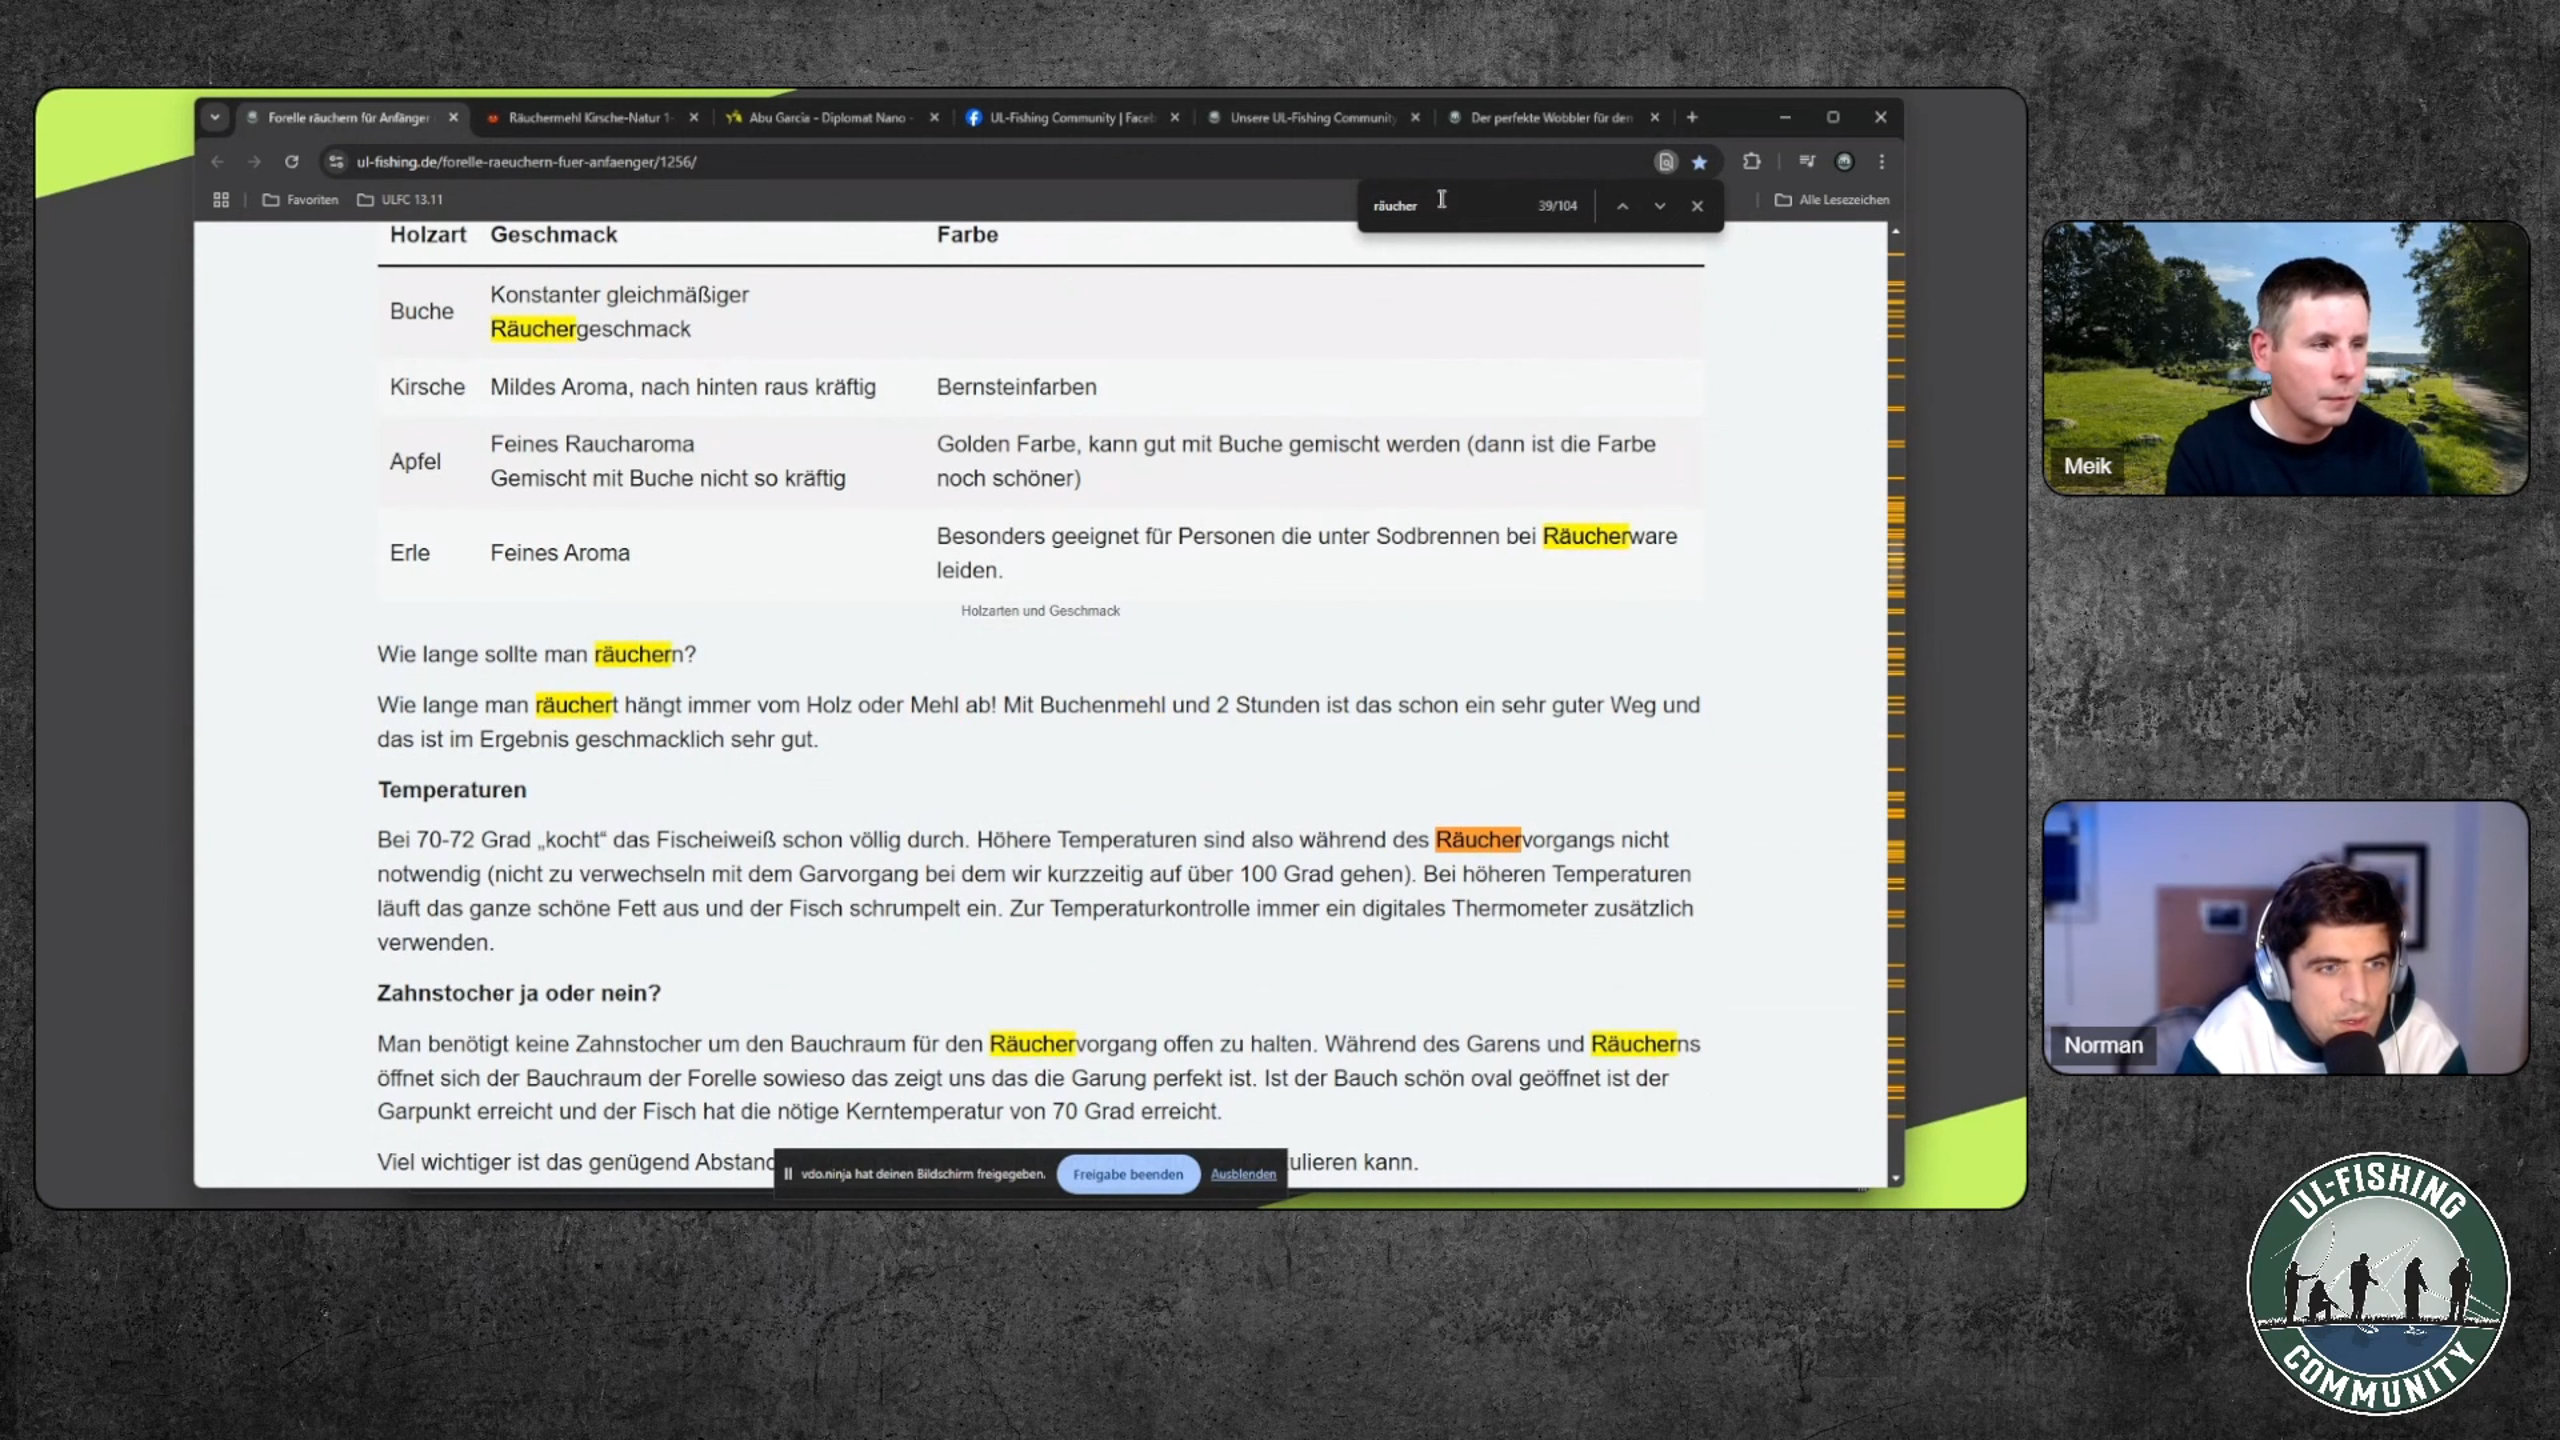 Forelle räuchern für Anfänger
Räuchermehl Kirsche-Natur 1-
Abu Garcia - Diplomat Nano -
UL-Fishing Community | Faceb
Unsere UL-Fishing Community
Der perfekte Wobbler für den
ul-fishing.de/forelle-raeuchern-fuer-anfaenger/1256/
Favoriten
ULFC 13.11
räucher
39/104
Alle Lesezeichen
Holzart Geschmack Farbe
Buche
Konstanter gleichmäßiger
Räuchergeschmack
Kirsche Mildes Aroma, nach hinten raus kräftig Bernsteinfarben
Apfel
Feines Raucharoma
Gemischt mit Buche nicht so kräftig
Golden Farbe, kann gut mit Buche gemischt werden (dann ist die Farbe
noch schöner)
Erle Feines Aroma
Besonders geeignet für Personen die unter Sodbrennen bei Räucherware
leiden.
Holzarten und Geschmack
Wie lange sollte man räuchern?
Wie lange man räuchert hängt immer vom Holz oder Mehl ab! Mit Buchenmehl und 2 Stunden ist das schon ein sehr guter Weg und
das ist im Ergebnis geschmacklich sehr gut.
Temperaturen
Bei 70-72 Grad „kocht“ das Fischeiweiß schon völlig durch. Höhere Temperaturen sind also während des Räuchervorgangs nicht
notwendig (nicht zu verwechseln mit dem Garvorgang bei dem wir kurzzeitig auf über 100 Grad gehen). Bei höheren Temperaturen
läuft das ganze schöne Fett aus und der Fisch schrumpelt ein. Zur Temperaturkontrolle immer ein digitales Thermometer zusätzlich
verwenden.
Zahnstocher ja oder nein?
Man benötigt keine Zahnstocher um den Bauchraum für den Räuchervorgang offen zu halten. Während des Garens und Räucherns
öffnet sich der Bauchraum der Forelle sowieso das zeigt uns das die Garung perfekt ist. Ist der Bauch schön oval geöffnet ist der
Garpunkt erreicht und der Fisch hat die nötige Kerntemperatur von 70 Grad erreicht.
Viel wichtiger ist das genügend Abstand
ulieren kann.
vdo.ninja hat deinen Bildschirm freigegeben.
Freigabe beenden
Ausblenden
Meik
Norman
UL-FISHING
COMMUNITY